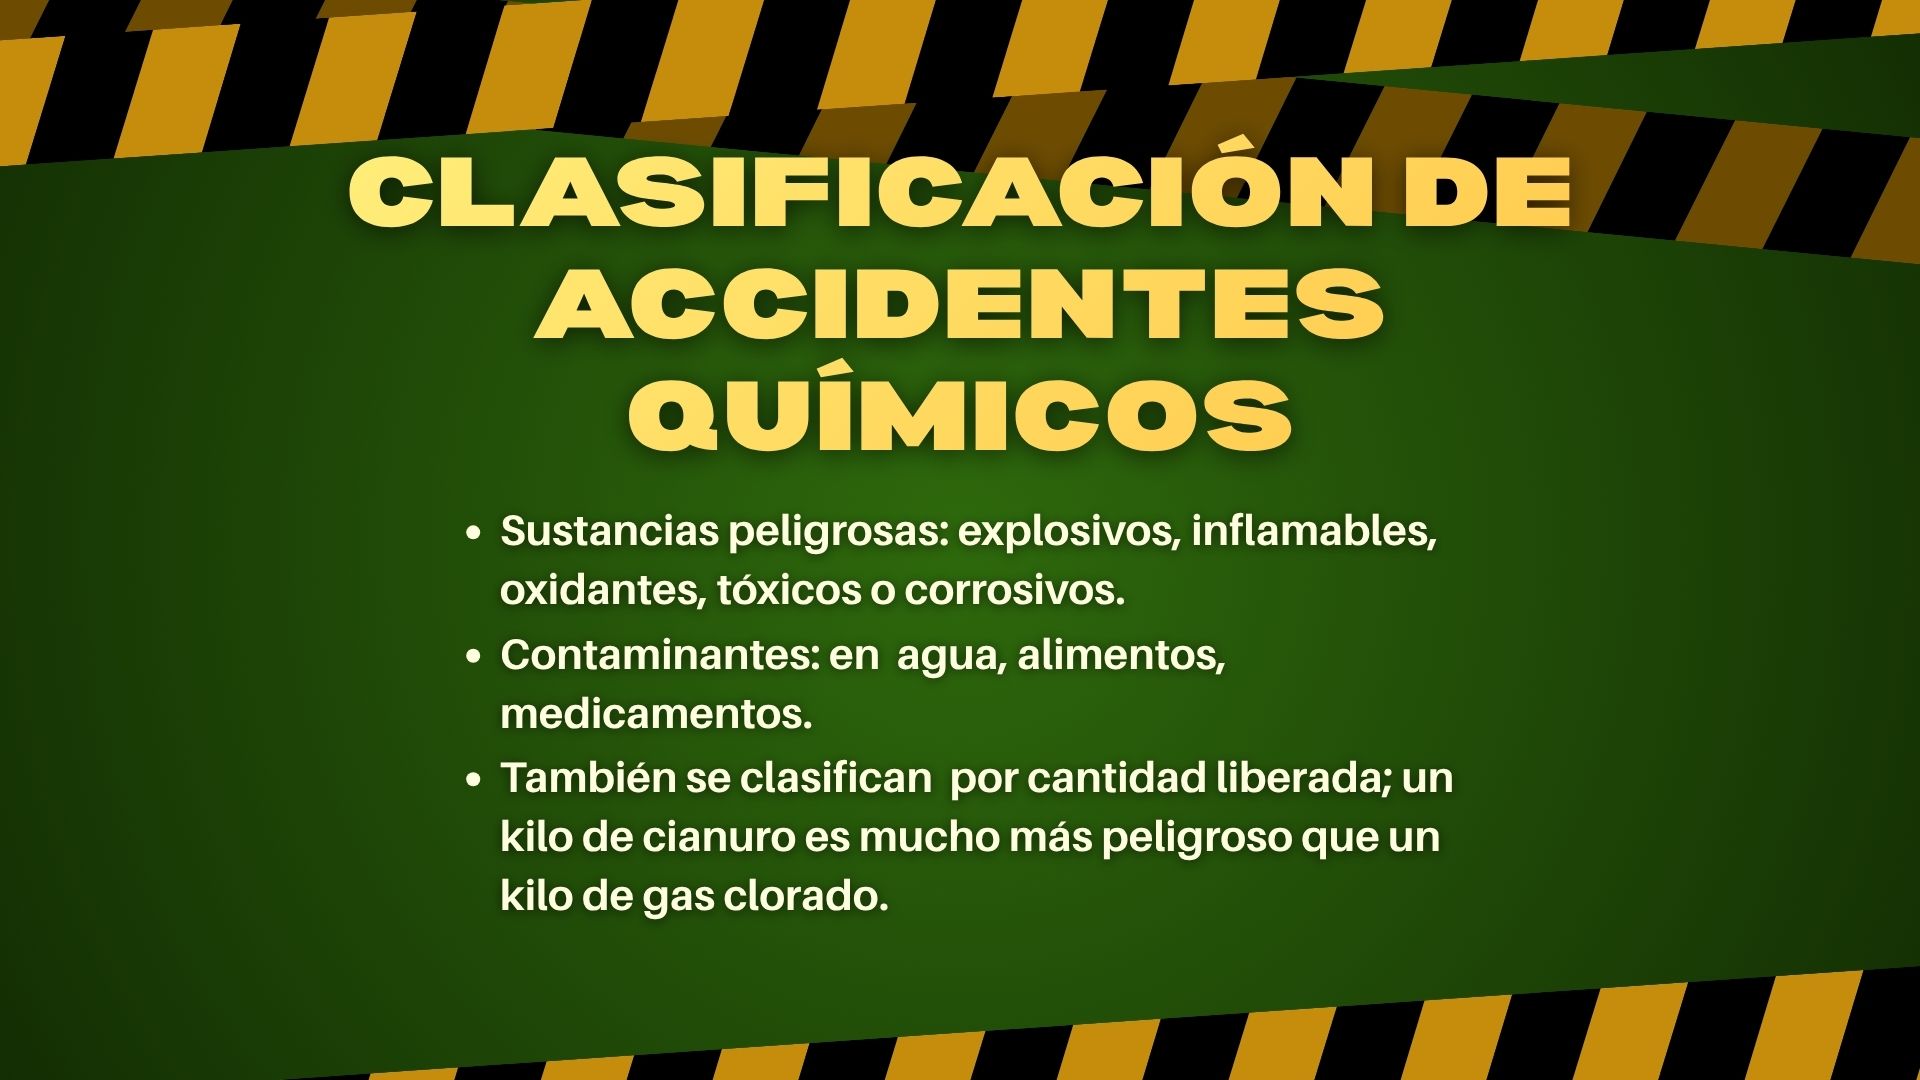 CLASIFICACIÓN DE
ACCIDENTES
QUÍMICOS
• Sustancias peligrosas: explosivos, inflamables,
oxidantes, tóxicos o corrosivos.
• Contaminantes: en  agua, alimentos,
medicamentos.
• También se clasifican  por cantidad liberada; un
kilo de cianuro es mucho más peligroso que un
kilo de gas clorado.